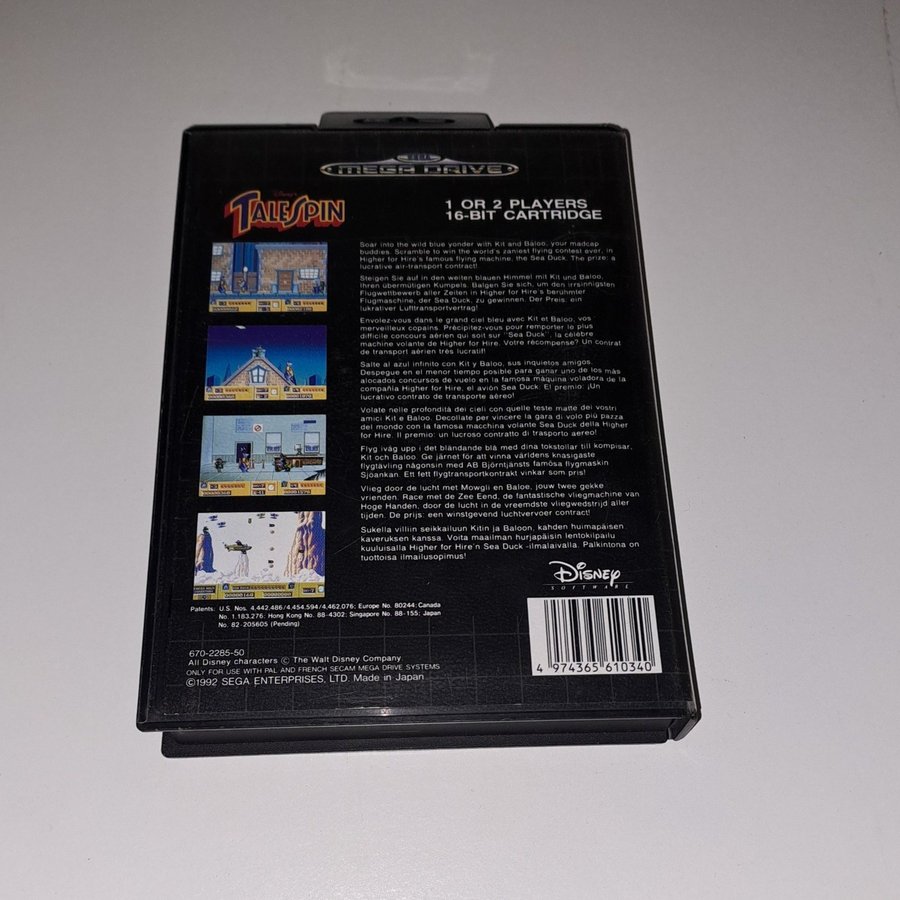 SEGA
MEGA DRIVE
Disney's
TALESPIN
1 OR 2 PLAYERS
16-BIT CARTRIDGE
Soar into the wild blue yonder with Kit and Baloo, your madcap
buddies. Scramble to win the world's zaniest flying contest ever, in
Higher for Hire's famous flying machine, the Sea Duck. The prize: a
lucrative air-transport contract!
Steigen Sie auf in den weiten blauen Himmel mit Kit und Baloo,
Ihren übermütigen Kumpels. Balgen Sie sich, um den irrsinnigsten
Flugwettbewerb aller Zeiten in Higher for Hire's berühmter
Flugmaschine, der Sea Duck, zu gewinnen. Der Preis: ein
lukrativer Lufttransportvertrag!
Envolez-vous dans le grand ciel bleu avec Kit et Baloo, vos
merveilleux copains. Précipitez-vous pour remporter le plus
difficile concours aérien qui soit sur "Sea Duck", la célèbre
machine volante de Higher for Hire. Votre récompense? Un contrat
de transport aérien très lucratif!
Salte al azul infinito con Kit y Baloo, sus inquietos amigos.
Despegue en el menor tiempo posible para ganar uno de los más
alocados concursos de vuelo en la famosa máquina voladora de la
compañía Higher for Hire, el avión Sea Duck. El premio: ¡Un
lucrativo contrato de transporte aéreo!
Volate nelle profondità dei cieli con quelle teste matte dei vostri
amici Kit e Baloo. Decollate per vincere la gara di volo più pazza
del mondo con la famosa macchina volante Sea Duck della Higher
for Hire. Il premio: un lucroso contratto di trasporto aereo!
Flyg iväg upp i det bländande blå med dina tokstollar till kompisar,
Kit och Baloo. Ge järnet för att vinna världens knasigaste
flygtävling någonsin med AB Björntjänsts famösa flygmaskin
Sjöankan. Ett fett flygtransportkontrakt vinkar som pris!
Vlieg door de lucht met Mowgli en Baloe, jouw twee gekke
vrienden. Race met de Zee Eend, de fantastische vliegmachine van
Hoge Handen, door de lucht in de vreemdste vliegwedstrijd aller
tijden. De prijs: een winstgevend luchtvervoer contract!
Sukella villiin seikkailuun Kitin ja Baloon, kahden huimapäisen
kaveruksen kanssa. Voita maailman hurjapäisin lentokilpailu
kuuluisalla Higher for Hire'n Sea Duck -ilmalaivalla. Palkintona on
tuottoisa ilmailusopimus!
Disney
SOFTWARE
Patents: U.S. Nos. 4.442.486/4.454.594/4.462.076; Europe No. 80244; Canada
No. 1.183.276; Hong Kong No. 88-4302; Singapore No. 88-155; Japan
No. 82-205605 (Pending)
670-2285-50
All Disney characters © The Walt Disney Company
ONLY FOR USE WITH PAL AND FRENCH SECAM MEGA DRIVE SYSTEMS
©1992 SEGA ENTERPRISES, LTD. Made in Japan
4 974365 610340